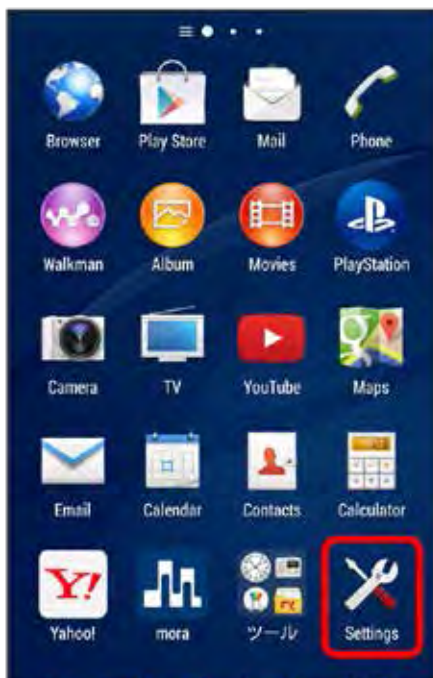 Browser Play Store Mail Phone
Walkman Album Movies PlayStation
Camera TV YouTube Maps
Email Calendar Contacts Calculator
Y!
Yahoo! mora ツール Settings